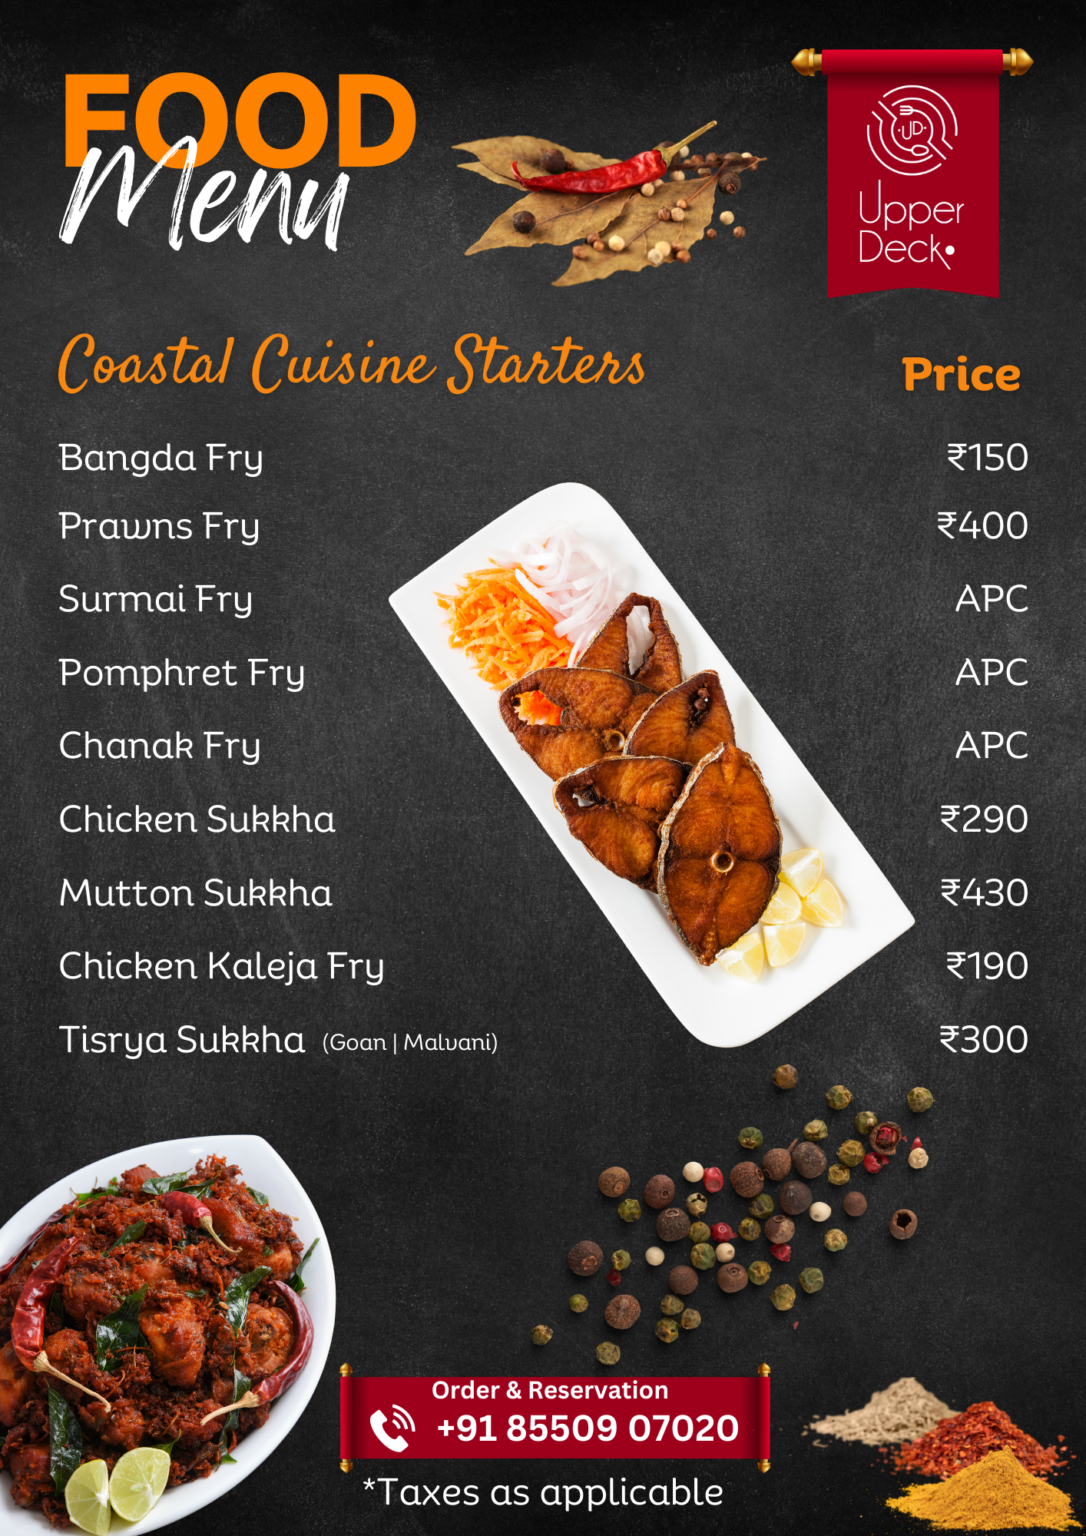 FOOD
Menu
UD
Upper
Deck.
Coastal Cuisine Starters Price
Bangda Fry ₹150
Prawns Fry ₹400
Surmai Fry APC
Pomphret Fry APC
Chanak Fry APC
Chicken Sukkha ₹290
Mutton Sukkha ₹430
Chicken Kaleja Fry ₹190
Tisrya Sukkha (Goan | Malvani) ₹300
Order & Reservation
+91 85509 07020
*Taxes as applicable